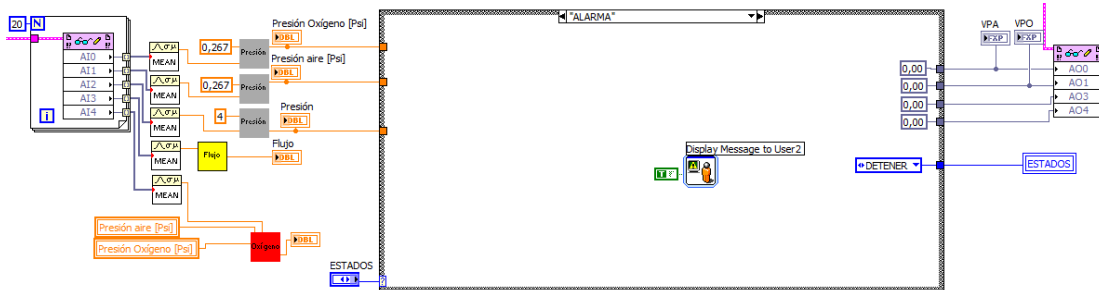 20 N
AI0
AI1
AI2
AI3
AI4
i
MEAN
MEAN
MEAN
MEAN
MEAN
0,267
Presión
0,267
Presión
4
Presión
Flujo
Presión Oxígeno [Psi]
DBL
Presión aire [Psi]
DBL
Presión
DBL
Flujo
DBL
Presión aire [Psi]
Presión Oxígeno [Psi]
Oxígeno
DBL
ESTADOS
?
"ALARMA"
Display Message to User2
T
0,00
0,00
0,00
0,00
DETENER
VPA
FXP
VPO
FXP
AO0
AO1
AO3
AO4
ESTADOS